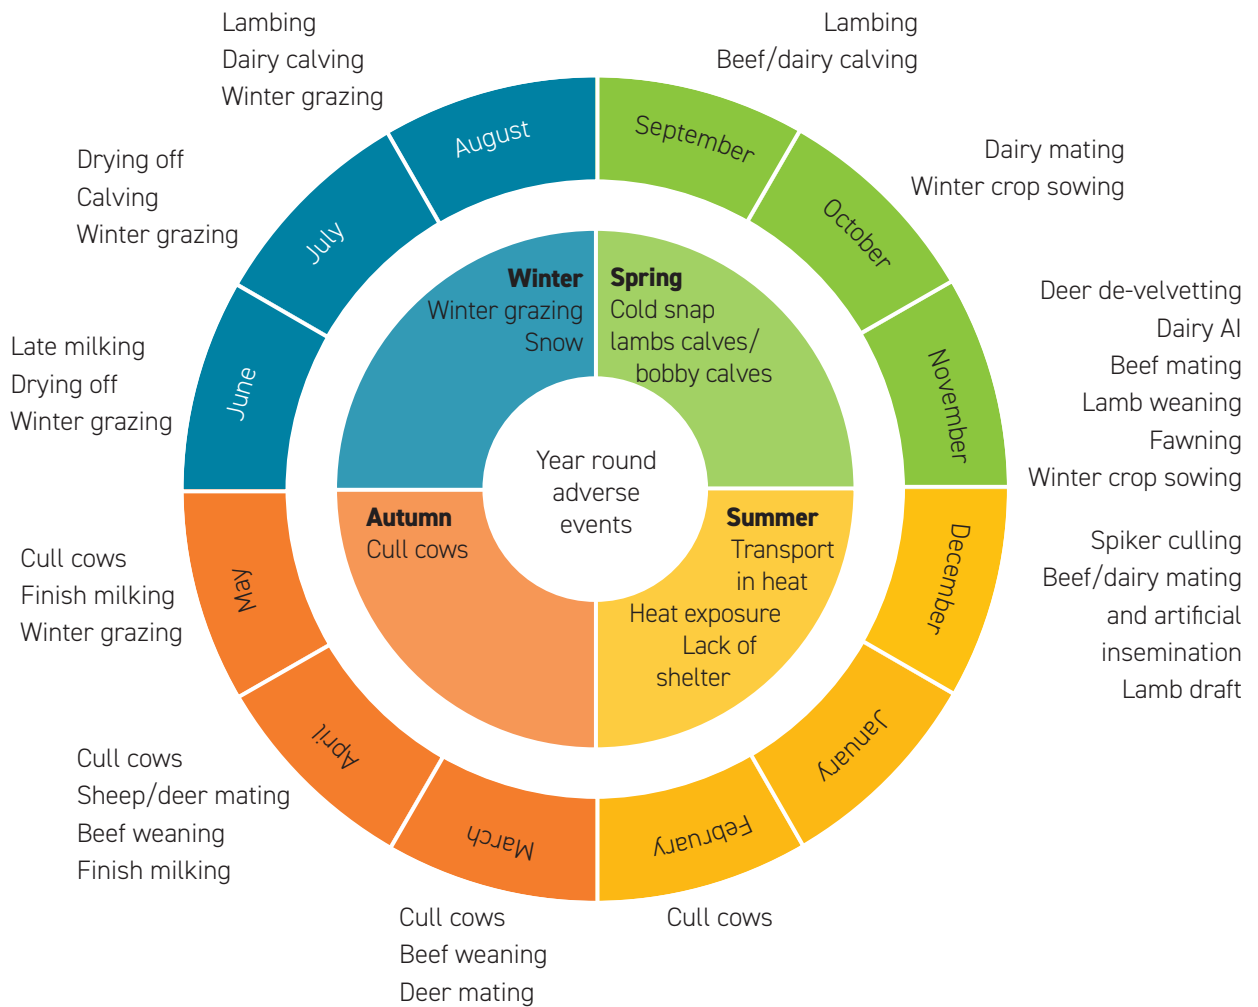 Lambing
Dairy calving
Winter grazing
Lambing
Beef/dairy calving
Drying off
Calving
Winter grazing
Dairy mating
Winter crop sowing
Late milking
Drying off
Winter grazing
Deer de-velvetting
Dairy AI
Beef mating
Lamb weaning
Fawning
Winter crop sowing
Cull cows
Finish milking
Winter grazing
Spiker culling
Beef/dairy mating
and artificial
insemination
Lamb draft
Cull cows
Sheep/deer mating
Beef weaning
Finish milking
Cull cows
Beef weaning
Deer mating
Cull cows
August
September
July
October
June
November
May
December
April
January
March
February
Winter
Winter grazing
Snow
Spring
Cold snap
lambs calves/
bobby calves
Year round
adverse
events
Autumn
Cull cows
Summer
Transport
in heat
Heat exposure
Lack of
shelter